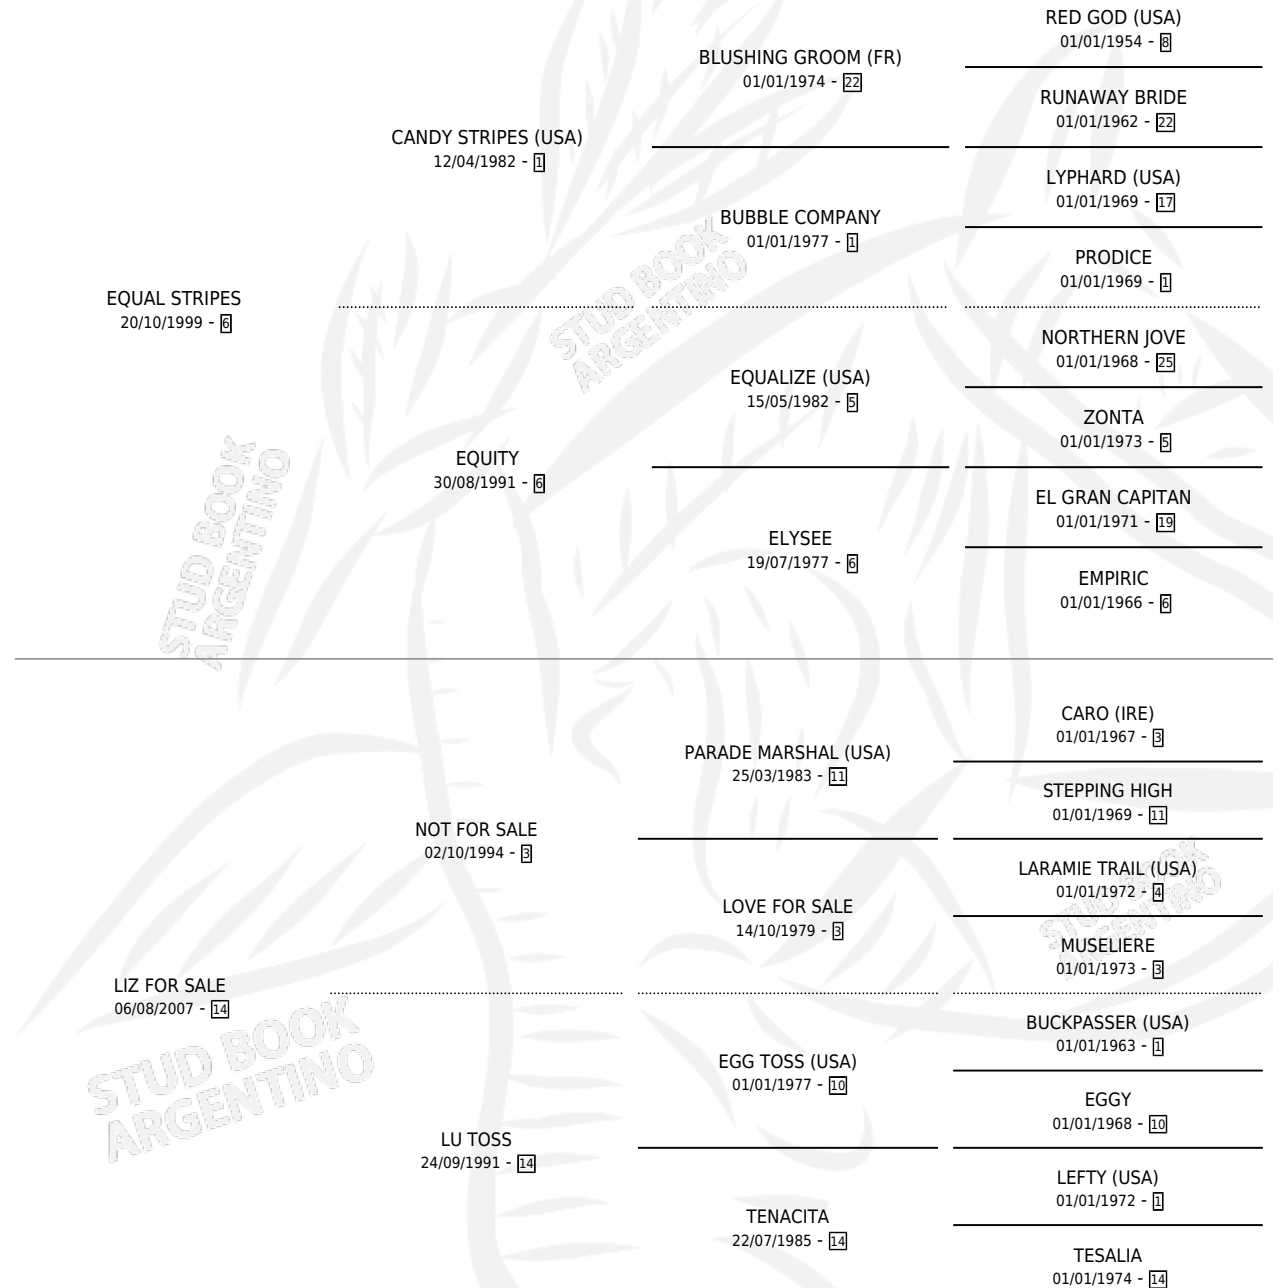 RED GOD (USA)
01/01/1954 - 8
BLUSHING GROOM (FR)
01/01/1974 - 22
RUNAWAY BRIDE
01/01/1962 - 22
CANDY STRIPES (USA)
12/04/1982 - 1
LYPHARD (USA)
01/01/1969 - 17
BUBBLE COMPANY
01/01/1977 - 1
PRODICE
01/01/1969 - 1
EQUAL STRIPES
20/10/1999 - 6
STUD BOOK
ARGENTINO
NORTHERN JOVE
01/01/1968 - 25
EQUALIZE (USA)
15/05/1982 - 5
ZONTA
01/01/1973 - 5
EQUITY
30/08/1991 - 6
EL GRAN CAPITAN
01/01/1971 - 19
ELYSEE
19/07/1977 - 6
EMPIRIC
01/01/1966 - 6
STUD BOOK
ARGENTINO
CARO (IRE)
01/01/1967 - 3
PARADE MARSHAL (USA)
25/03/1983 - 11
STEPPING HIGH
01/01/1969 - 11
NOT FOR SALE
02/10/1994 - 3
LARAMIE TRAIL (USA)
01/01/1972 - 4
LOVE FOR SALE
14/10/1979 - 3
STUD BOOK
ARGENTINO
MUSELIERE
01/01/1973 - 3
LIZ FOR SALE
06/08/2007 - 14
BUCKPASSER (USA)
01/01/1963 - 1
EGG TOSS (USA)
01/01/1977 - 10
STUD BOOK
ARGENTINO
EGGY
01/01/1968 - 10
LU TOSS
24/09/1991 - 14
LEFTY (USA)
01/01/1972 - 1
TENACITA
22/07/1985 - 14
TESALIA
01/01/1974 - 14